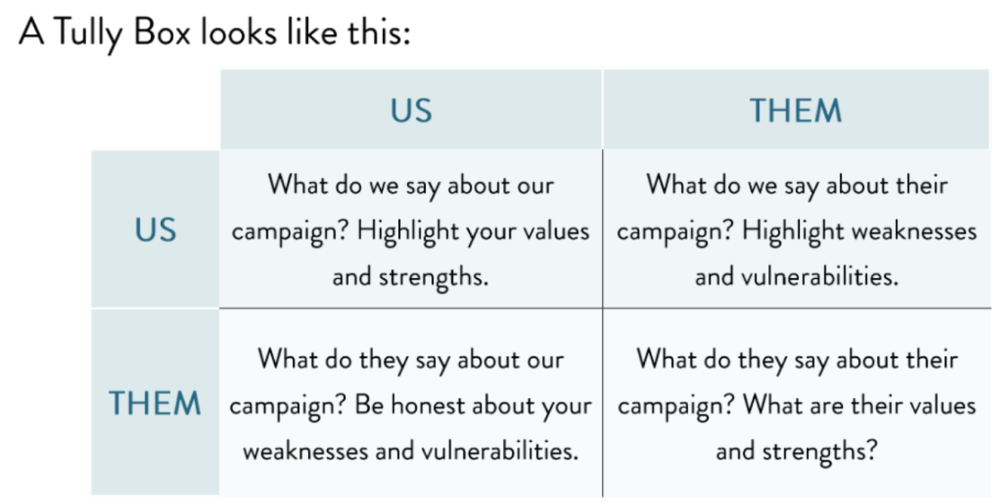 A Tully Box looks like this:
US
THEM
US
What do we say about our
campaign? Highlight your values
and strengths.
What do we say about their
campaign? Highlight weaknesses
and vulnerabilities.
THEM
What do they say about our
campaign? Be honest about your
weaknesses and vulnerabilities.
What do they say about their
campaign? What are their values
and strengths?